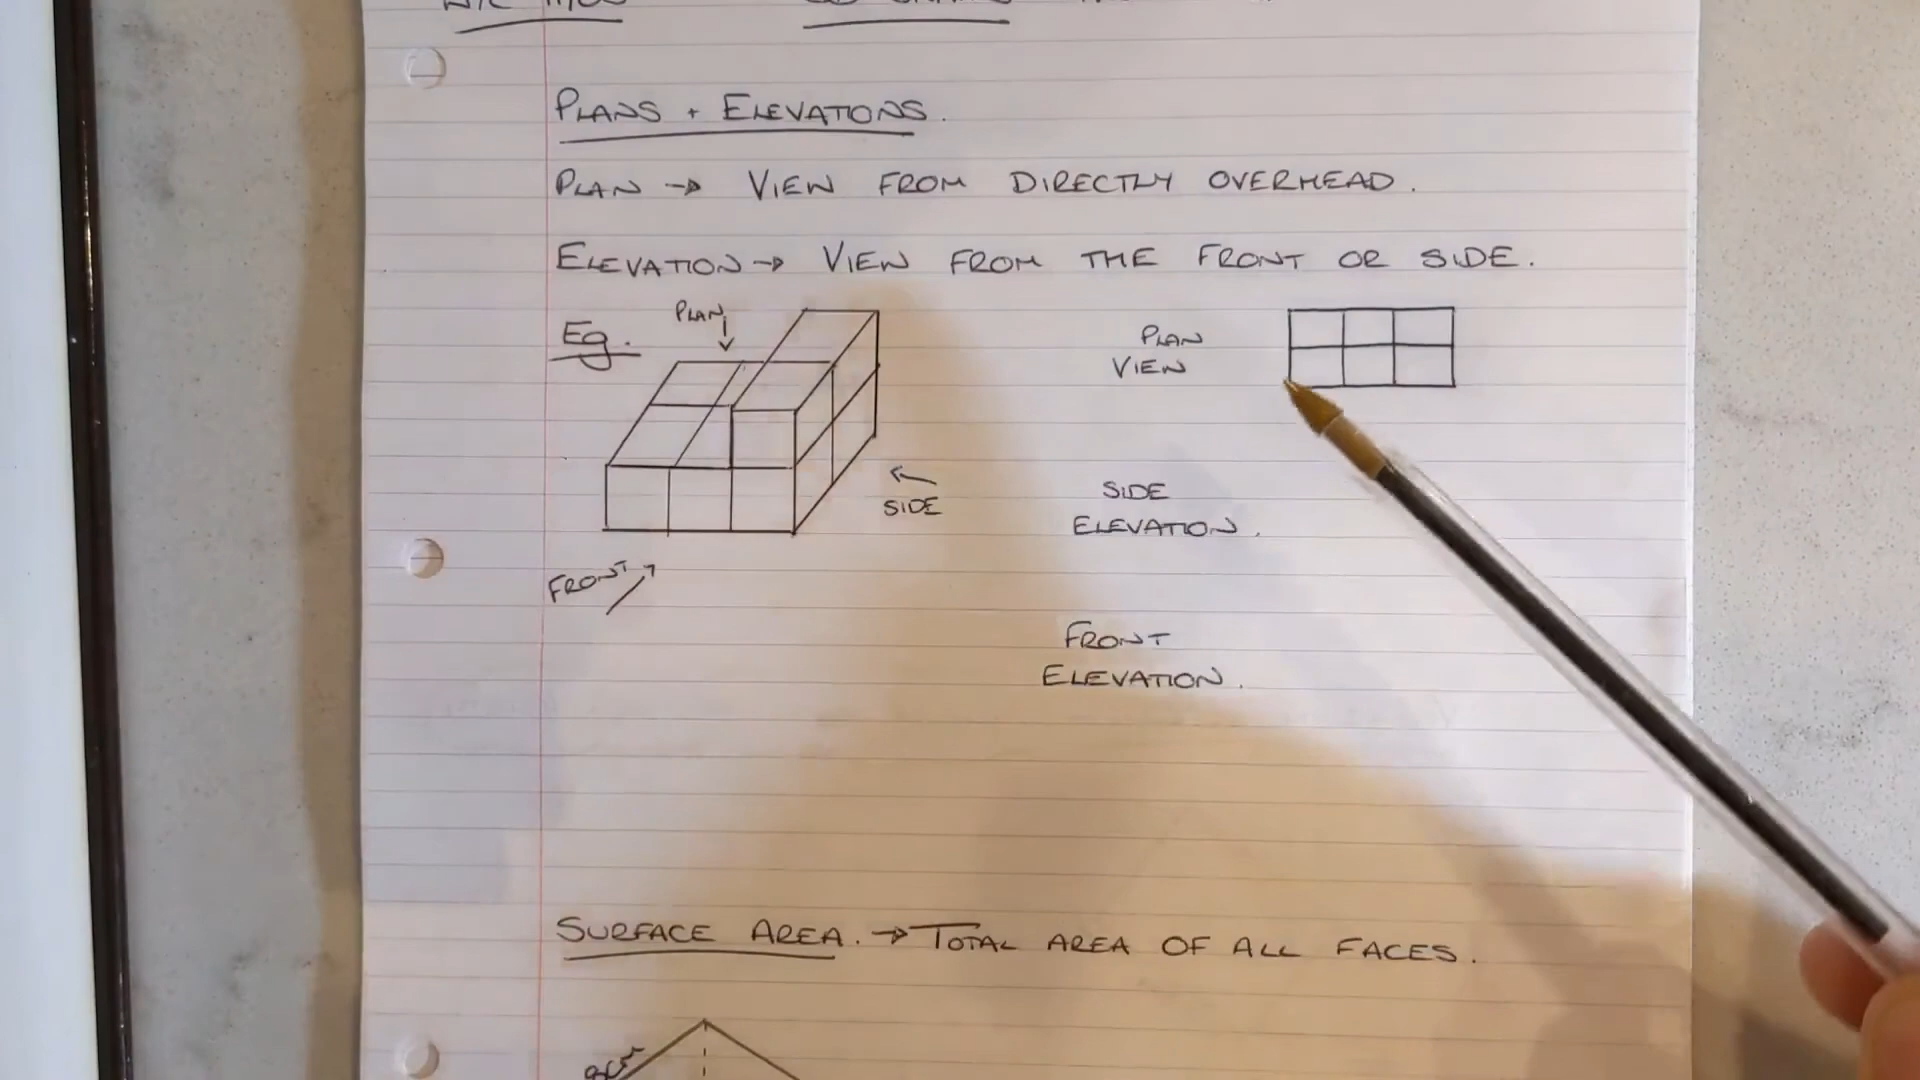 PLANS + ELEVATIONS.
PLAN → VIEW FROM DIRECTLY OVERHEAD.
ELEVATION → VIEW FROM THE FRONT OR SIDE.
Eg.
PLAN
SIDE
FRONT
PLAN
VIEW
SIDE
ELEVATION.
FRONT
ELEVATION.
SURFACE AREA. → TOTAL AREA OF ALL FACES.